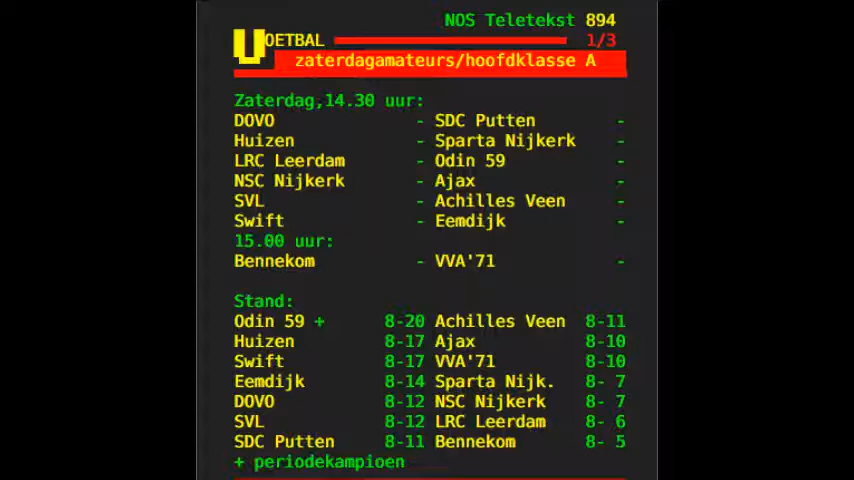 NOS Teletekst 894
VOETBAL 1/3
zaterdagamateurs/hoofdklasse A
Zaterdag,14.30 uur:
DOVO - SDC Putten -
Huizen - Sparta Nijkerk -
LRC Leerdam - Odin 59 -
NSC Nijkerk - Ajax -
SVL - Achilles Veen -
Swift - Eemdijk -
15.00 uur:
Bennekom - VVA'71 -
Stand:
Odin 59 + 8-20 Achilles Veen 8-11
Huizen 8-17 Ajax 8-10
Swift 8-17 VVA'71 8-10
Eemdijk 8-14 Sparta Nijk. 8- 7
DOVO 8-12 NSC Nijkerk 8- 7
SVL 8-12 LRC Leerdam 8- 6
SDC Putten 8-11 Bennekom 8- 5
+ periodekampioen